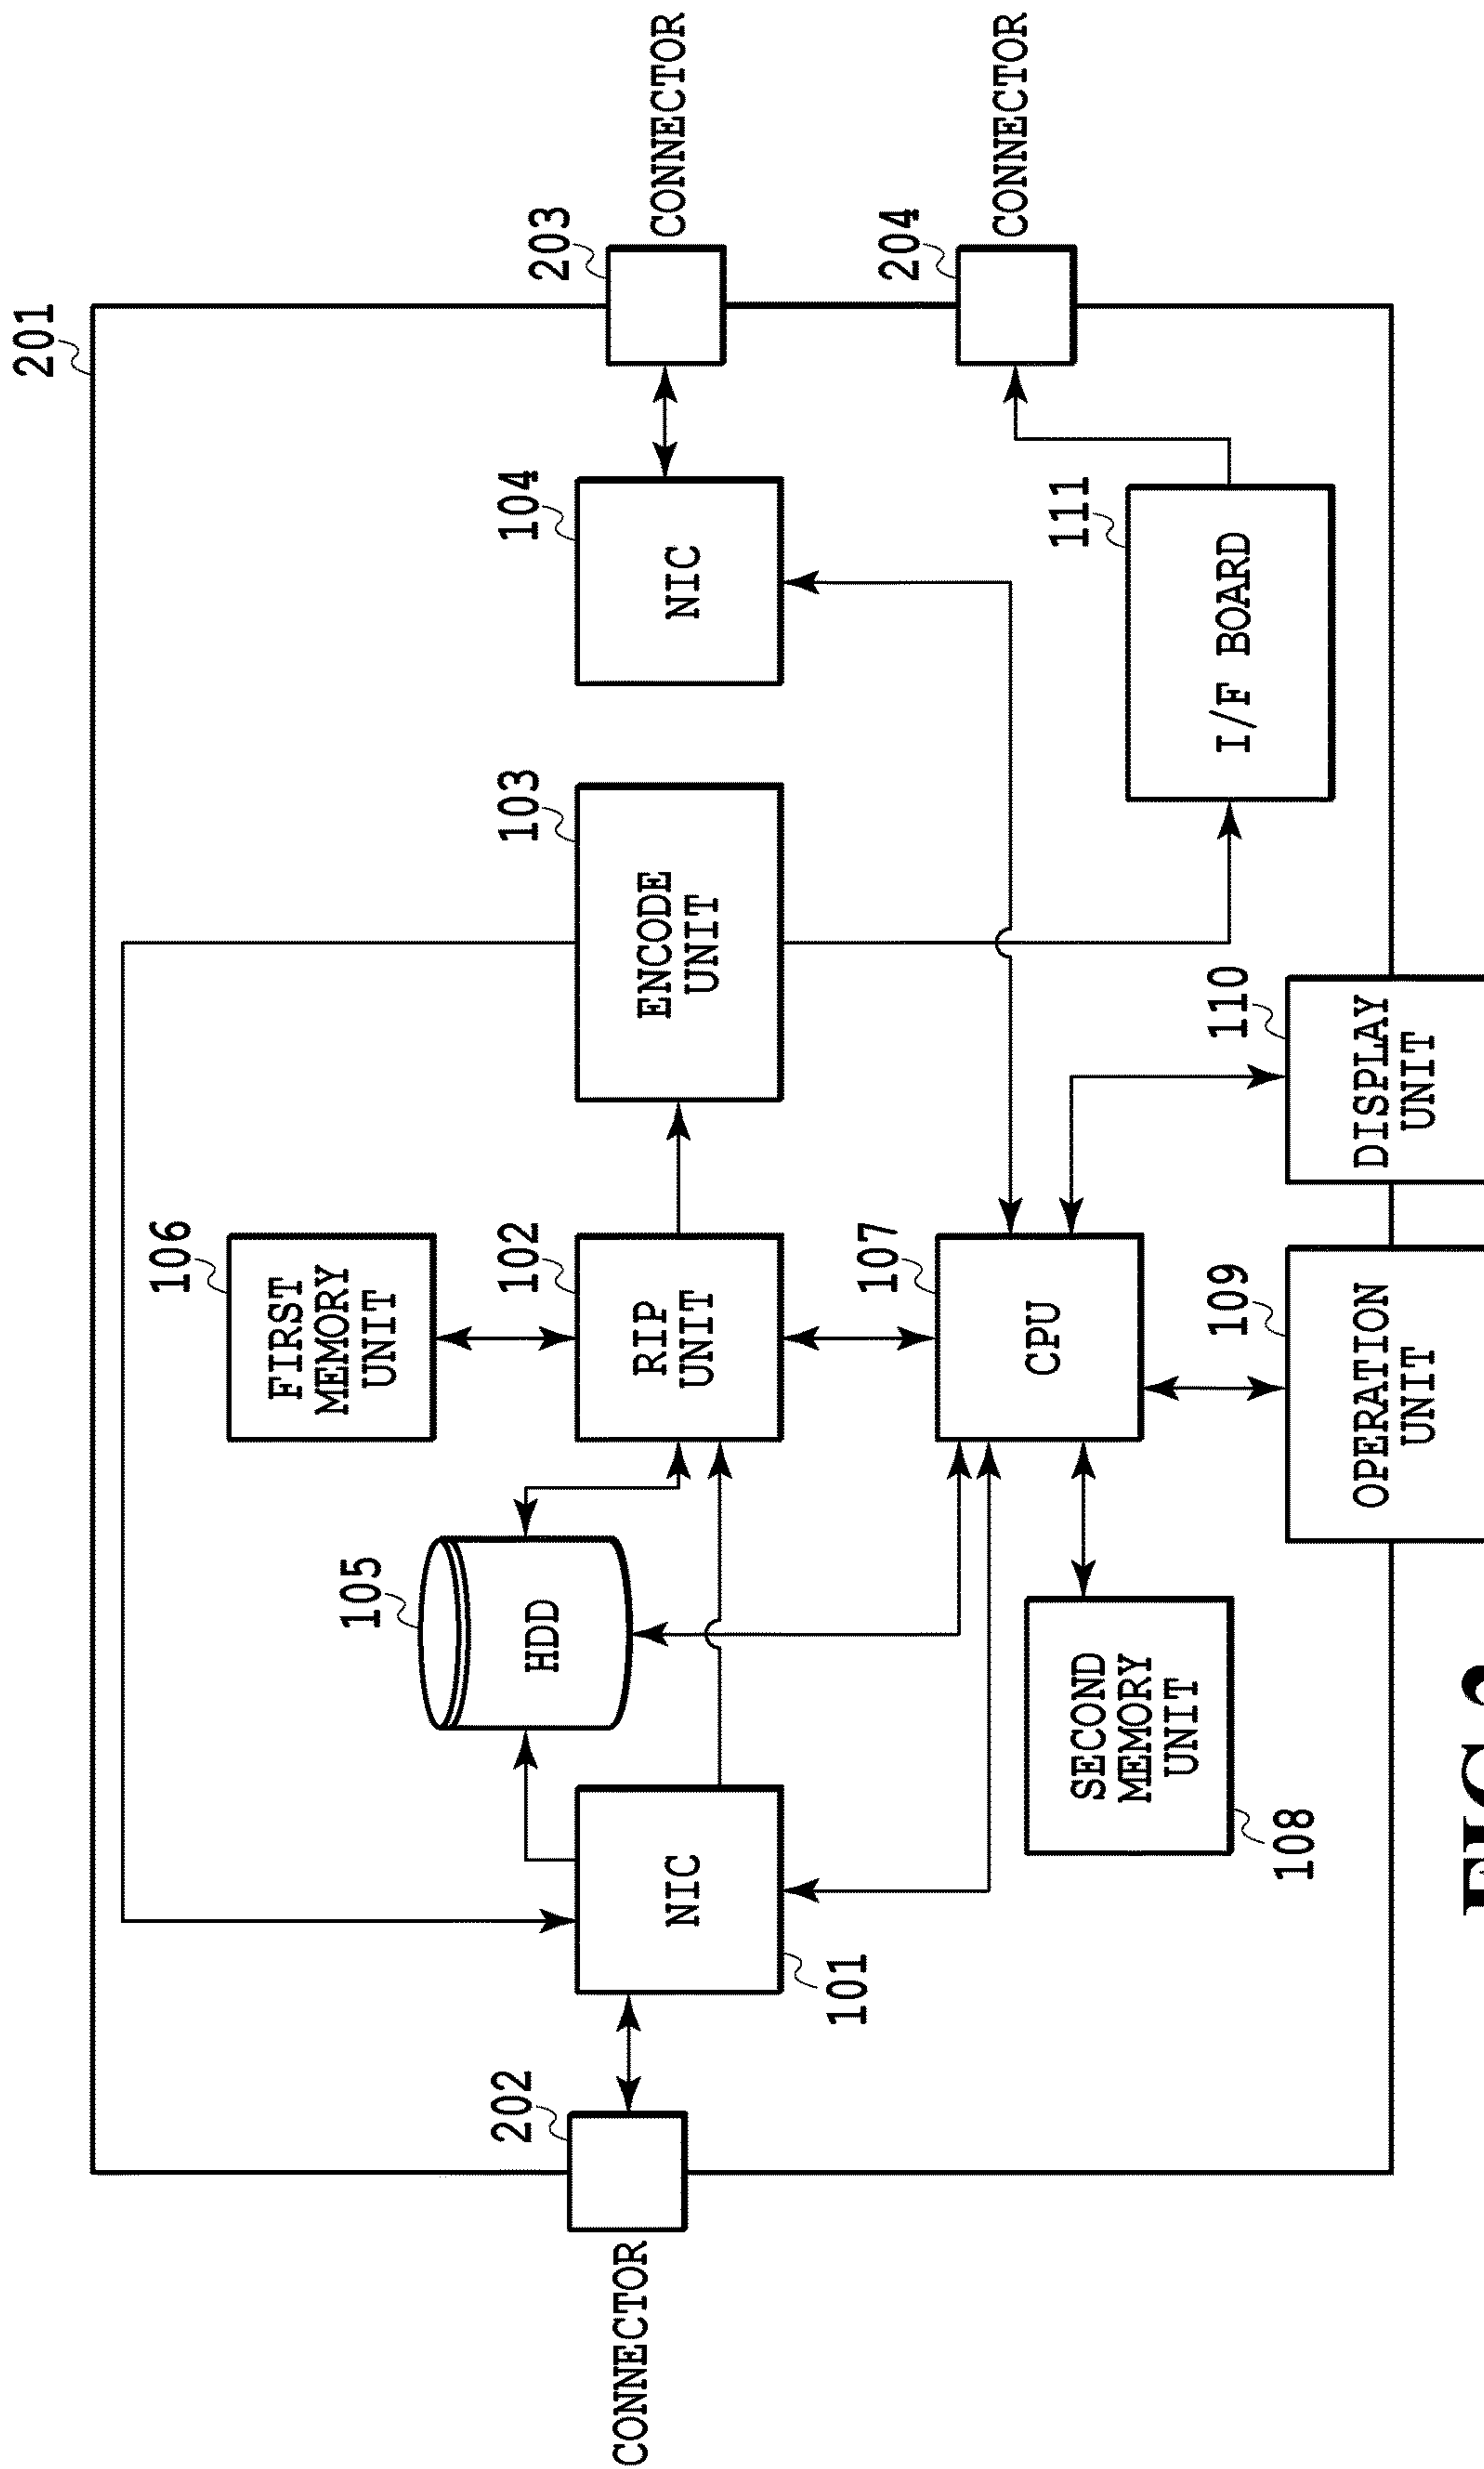 201
CONNECTOR
202
NIC
101
HDD
105
FIRST
MEMORY
UNIT
106
RIP
UNIT
102
ENCODE
UNIT
103
NIC
104
203
CONNECTOR
204
CONNECTOR
SECOND
MEMORY
UNIT
108
CPU
107
OPERATION
UNIT
109
DISPLAY
UNIT
110
I/F BOARD
111